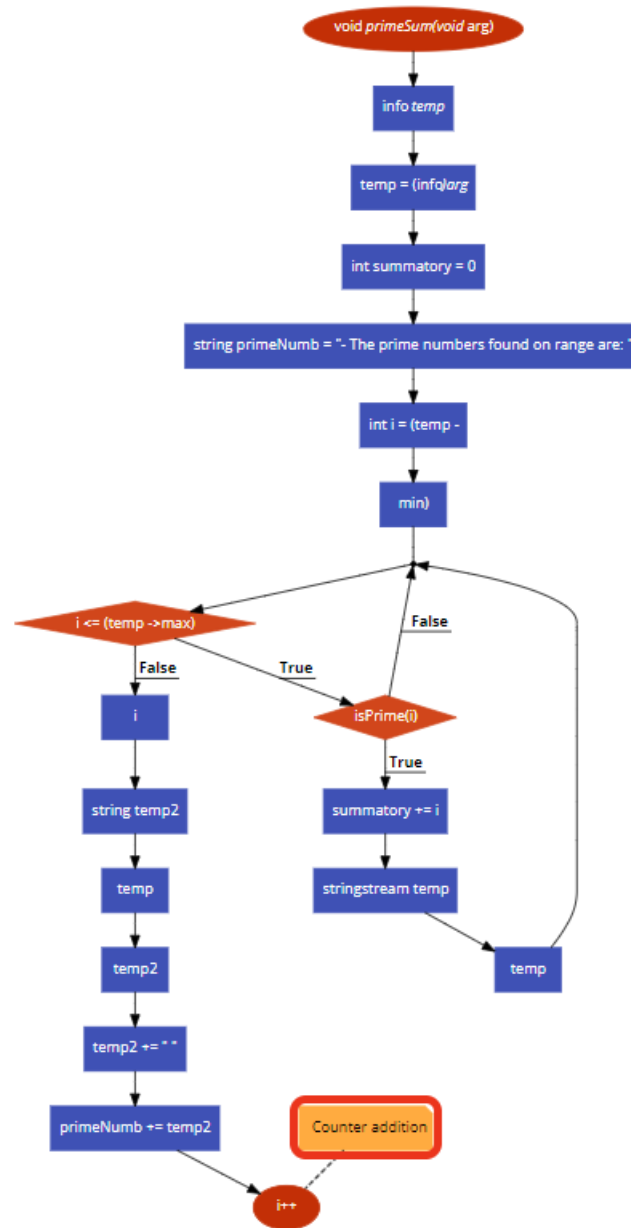 void primeSum(void arg)
info temp
temp = (info)arg
int summatory = 0
string primeNumb = "- The prime numbers found on range are: "
int i = (temp -
min)
i <= (temp ->max)
False
False
True
i
isPrime(i)
True
string temp2
summatory += i
temp
stringstream temp
temp2
temp
temp2 += " "
primeNumb += temp2
Counter addition
i++